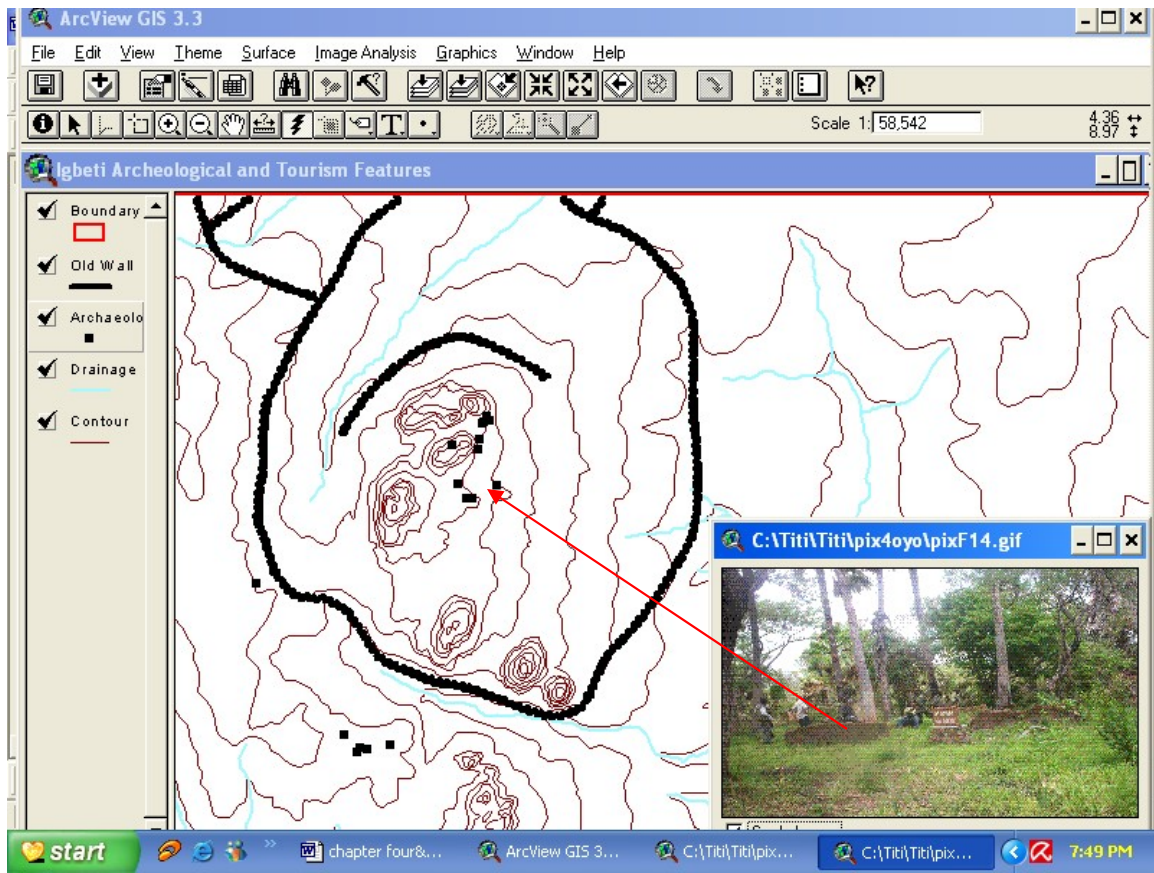 ArcView GIS 3.3
File Edit View Theme Surface Image Analysis Graphics Window Help
Scale 1: 58,542
4.36
8.97
Igbeti Archeological and Tourism Features
Boundary
Old Wall
Archaeolo
Drainage
Contour
C:\Titi\Titi\pix4oyo\pixF14.gif
start
chapter four&...
ArcView GIS 3...
C:\Titi\Titi\pix...
C:\Titi\Titi\pix...
7:49 PM